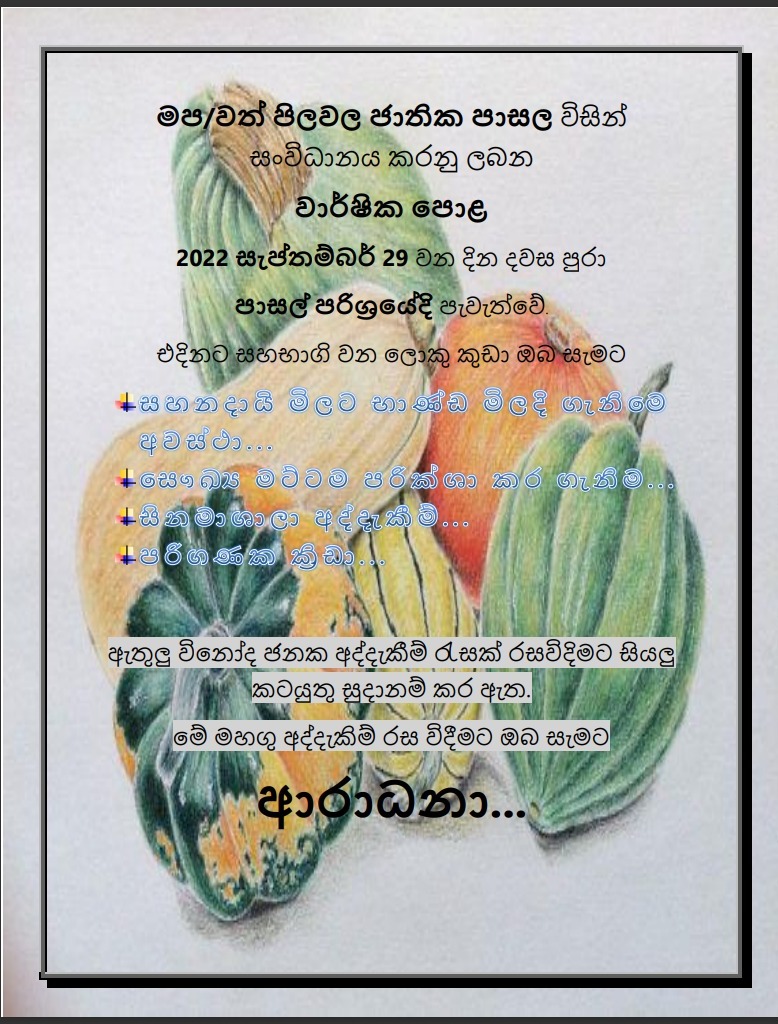 මප/වත් පිලවල ජාතික පාසල විසින්
සංවිධානය කරනු ලබන
වාර්ෂික පොළ
2022 සැප්තම්බර් 29 වන දින දවස පුරා
පාසල් පරිශ්‍රයේදි පැවැත්වේ.
එදිනට සහභාගි වන ලොකු කුඩා ඔබ සැමට
සහනදායි මිලට භාණ්ඩ මිලදි ගැනීමෙ
අවස්ථා...
සෞඛ්‍ය මට්ටම පරික්ශා කර ගැනිම...
සිනමාශාලා අද්දැකීම්...
පරිගණක ක්‍රිඩා...
ඇතුලු විනෝද ජනක අද්දැකීම් රැසක් රසවිදිමට සියලු
කටයුතු සුදානම් කර ඇත.
මේ මහගු අද්දැකිම් රස විදීමට ඔබ සැමට
ආරාධනා...